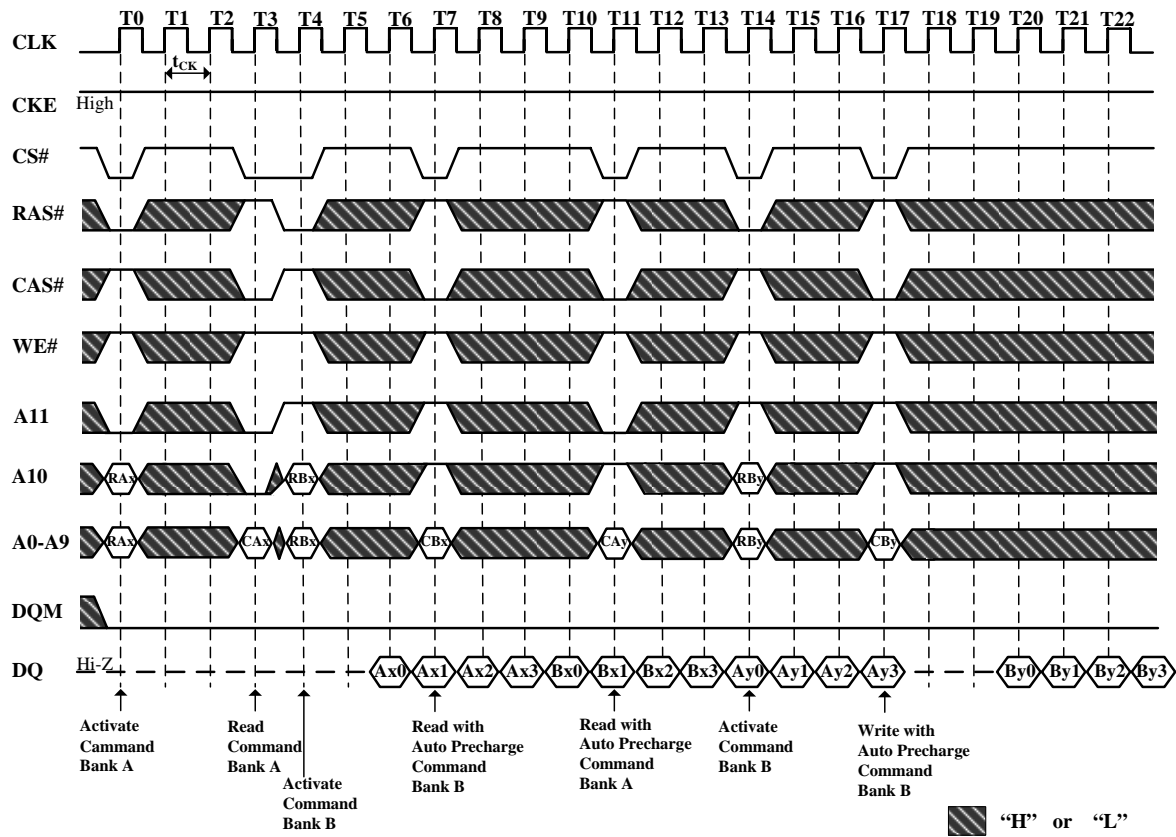 T0 T1 T2 T3 T4 T5 T6 T7 T8 T9 T10 T11 T12 T13 T14 T15 T16 T17 T18 T19 T20 T21 T22
CLK
tCK
CKE High
CS#
RAS#
CAS#
WE#
A11
A10 RAx RBx RBy
A0-A9 RAx CAx RBx CBx CAy RBy CBy
DQM
DQ Hi-Z Ax0 Ax1 Ax2 Ax3 Bx0 Bx1 Bx2 Bx3 Ay0 Ay1 Ay2 Ay3 By0 By1 By2 By3
Activate
Cammand
Bank A
Read
Command
Bank A
Activate
Command
Bank B
Read with
Auto Precharge
Command
Bank B
Read with
Auto Precharge
Command
Bank A
Activate
Command
Bank B
Write with
Auto Precharge
Command
Bank B
“H” or “L”